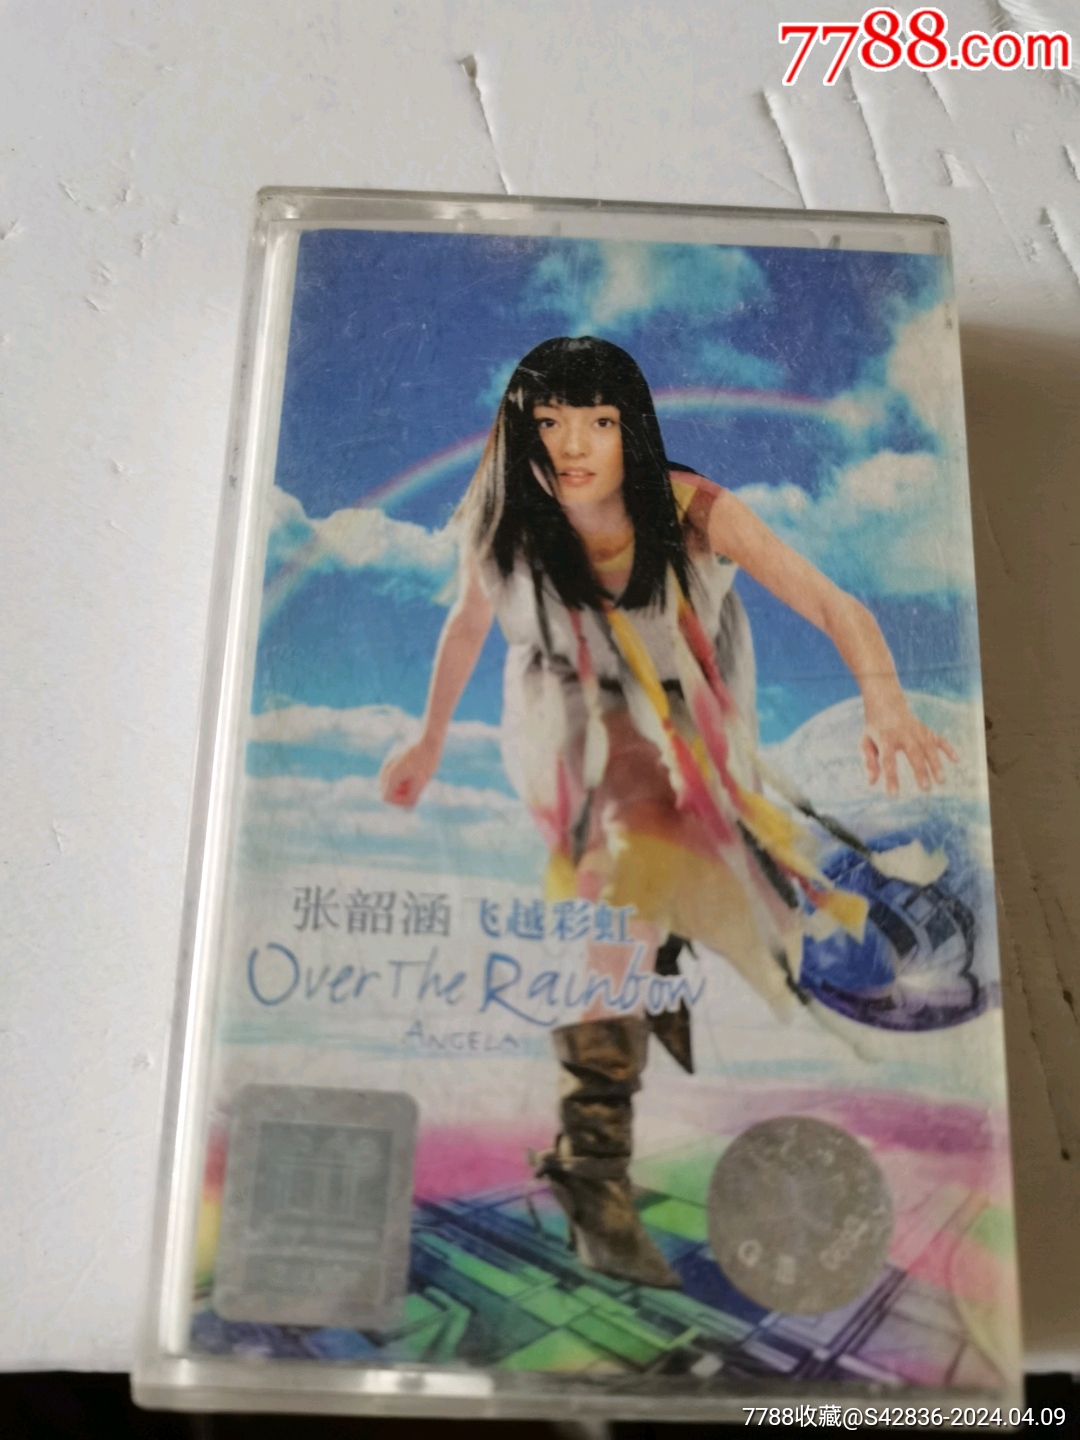 7788.com
张韶涵 飞越彩虹
Over The Rainbow
ANGELA
7788收藏@S42836-2024.04.09